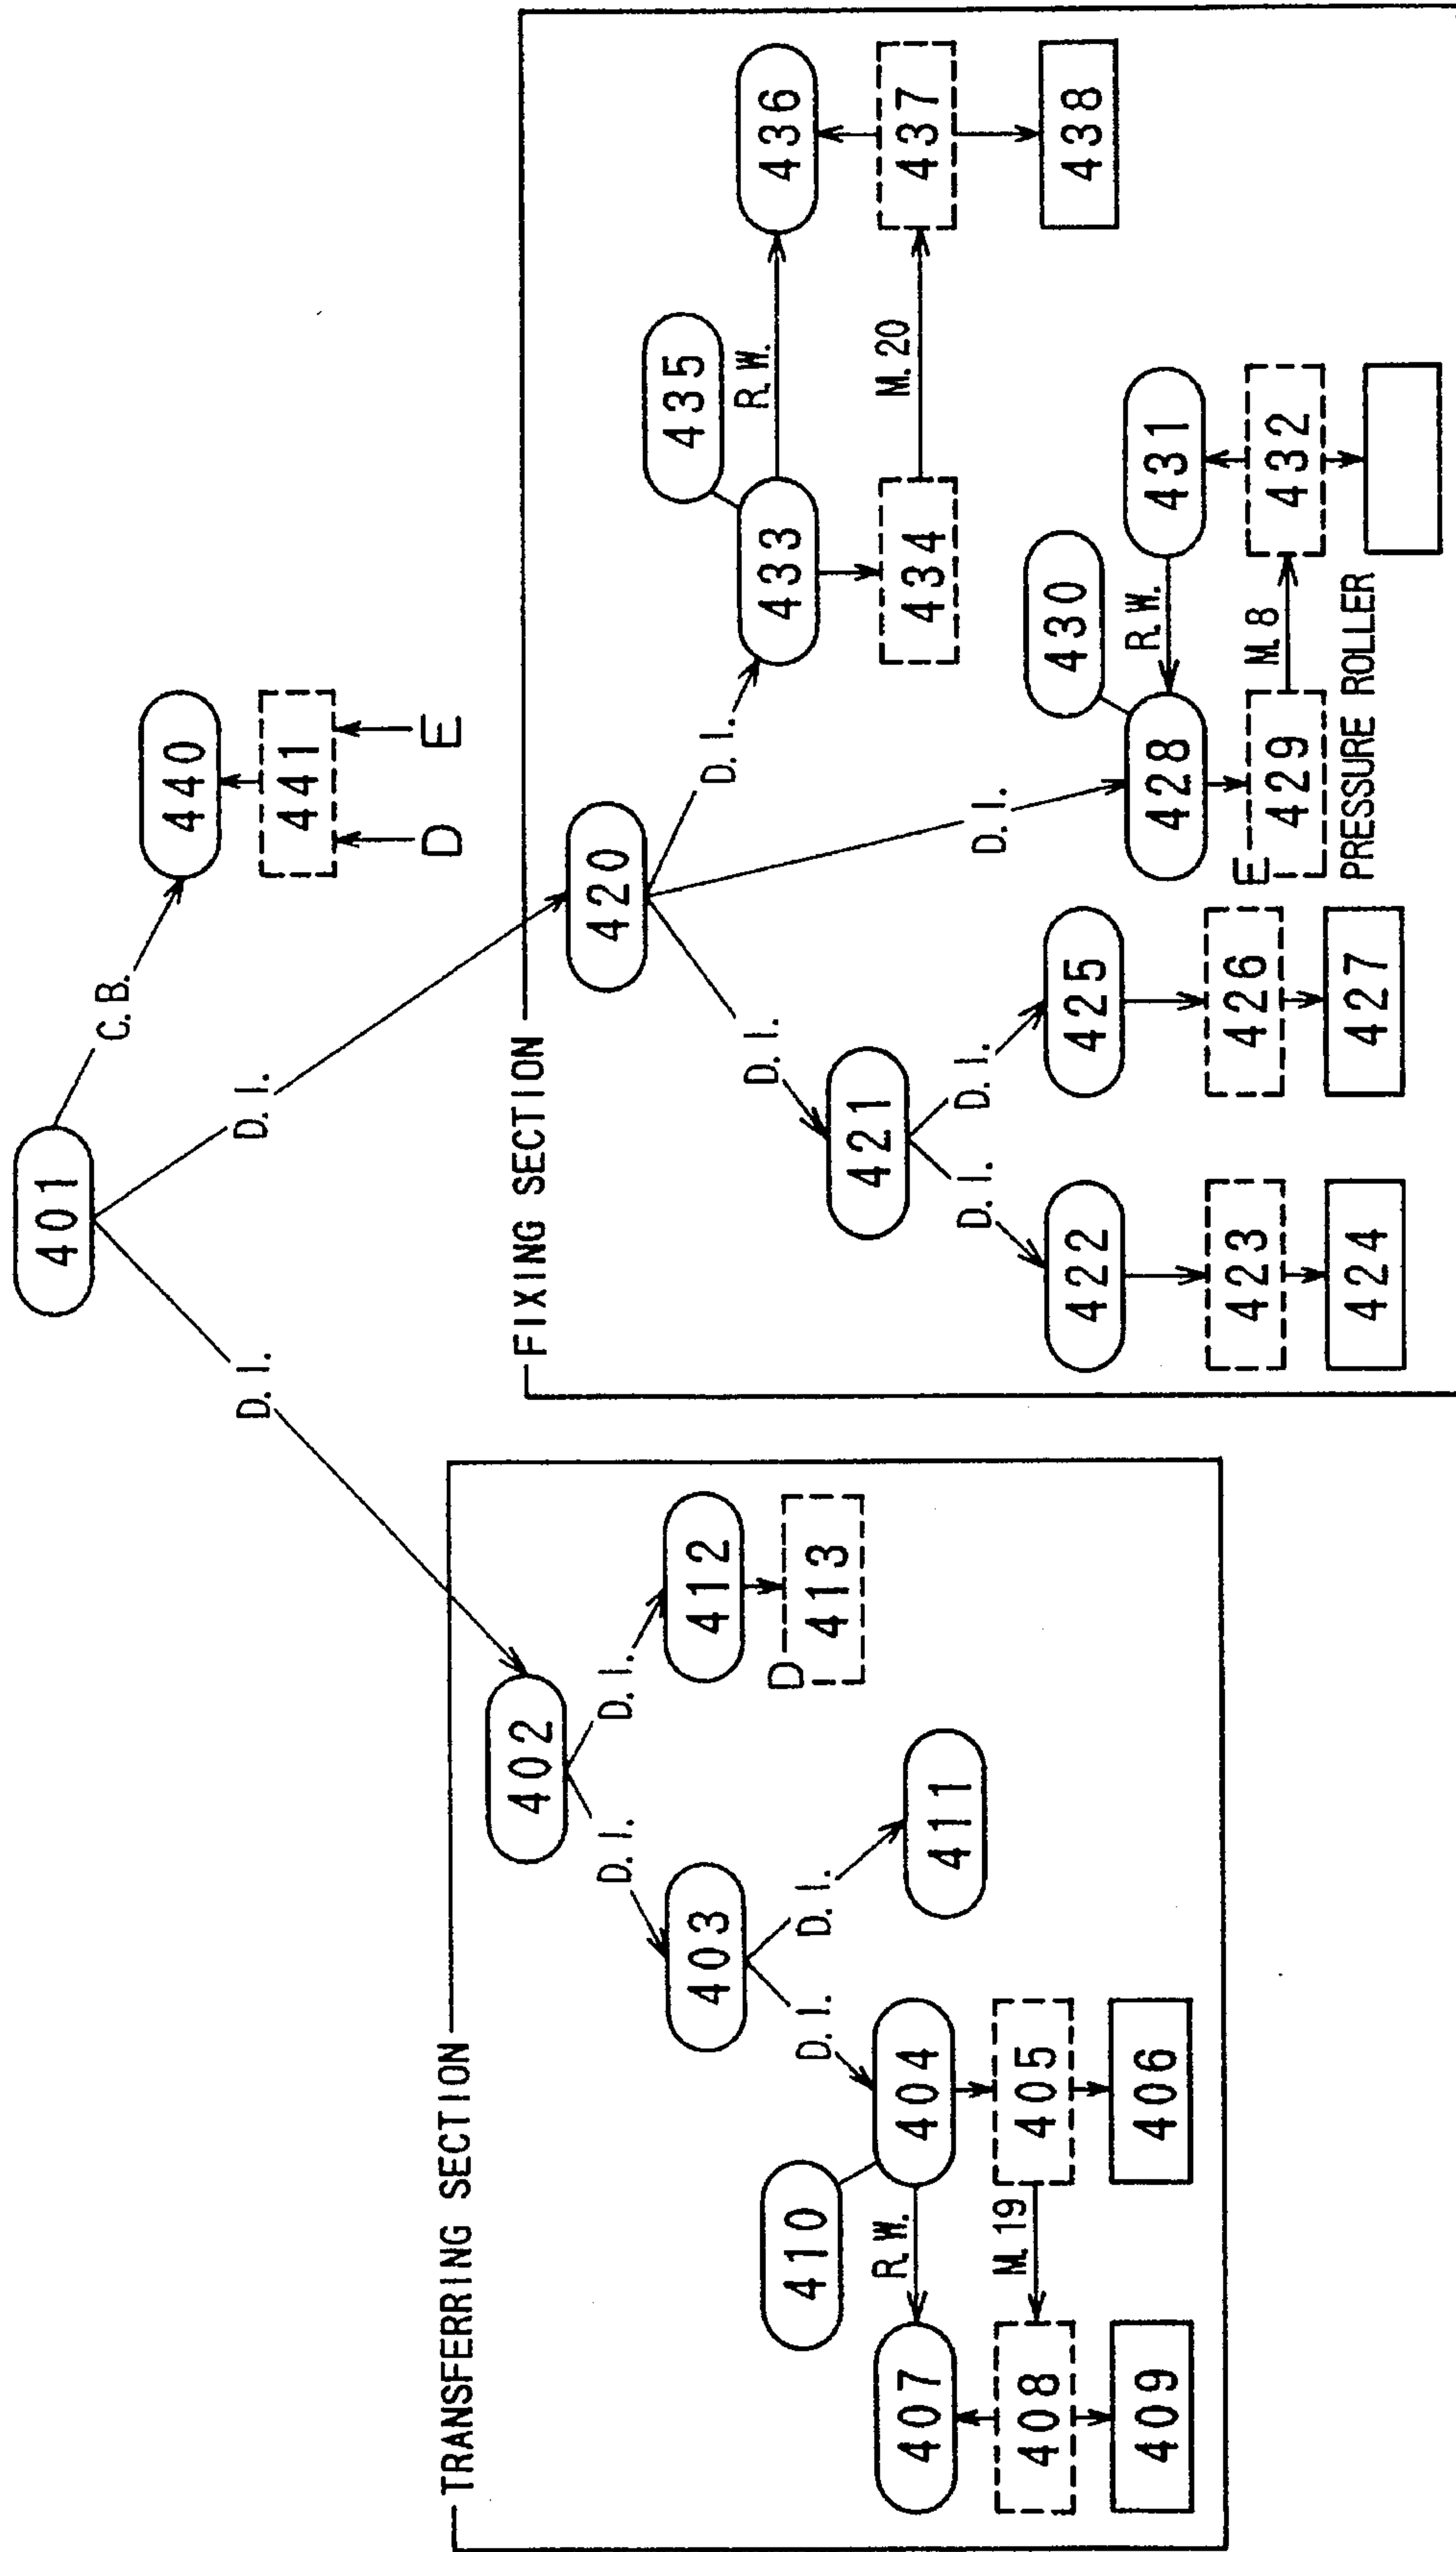 401
C.B.
440
441
D
E
D. I.
D. I.
TRANSFERRING SECTION
402
D. I.
D. I.
403
412
D
413
D. I.
D. I.
410
404
411
R.W.
407
405
M. 19
408
406
409
FIXING SECTION
420
D. I.
D. I.
D. I.
435
433
R.W.
436
434
M. 20
437
438
421
D. I.
D. I.
422
425
423
426
424
427
430
428
R.W.
431
E
429
M. 8
432
PRESSURE ROLLER